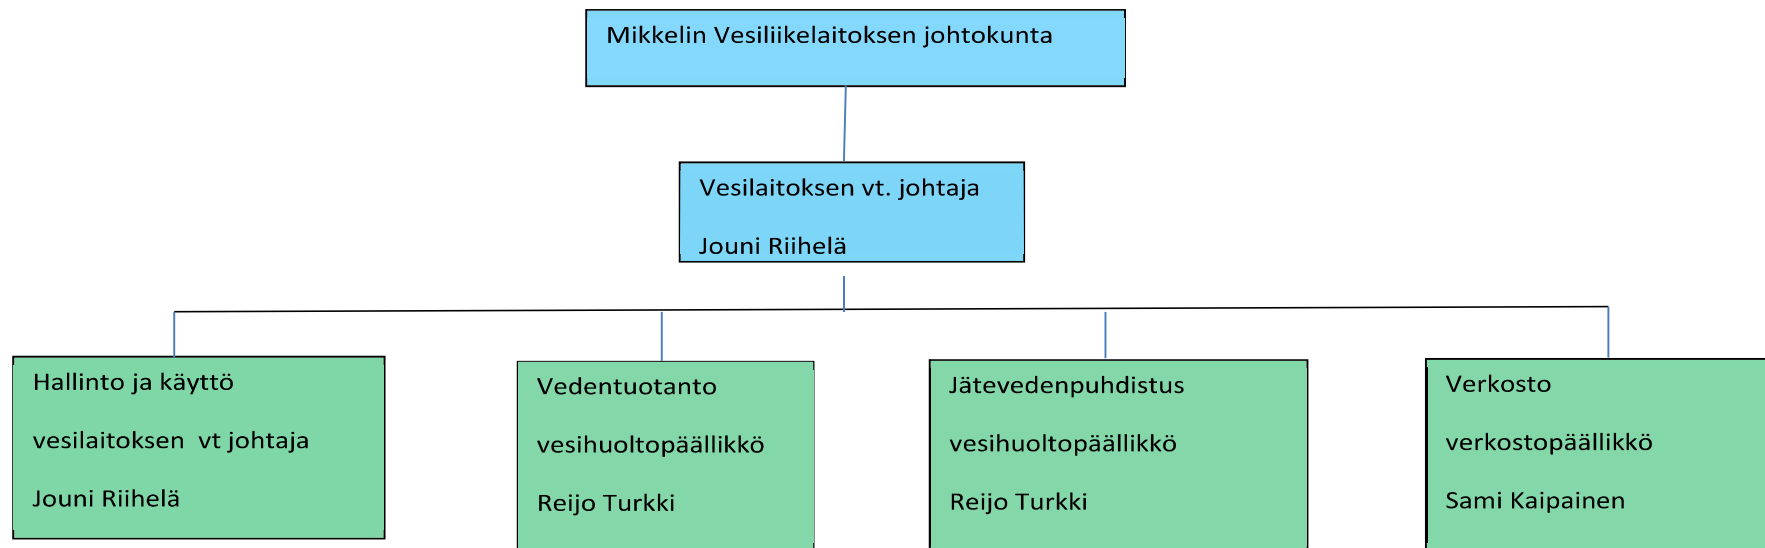 Mikkelin Vesiliikelaitoksen johtokunta
Vesilaitoksen vt. johtaja
Jouni Riihelä
Hallinto ja käyttö
vesilaitoksen  vt johtaja
Jouni Riihelä
Vedentuotanto
vesihuoltopäällikkö
Reijo Turkki
Jätevedenpuhdistus
vesihuoltopäällikkö
Reijo Turkki
Verkosto
verkostopäällikkö
Sami Kaipainen